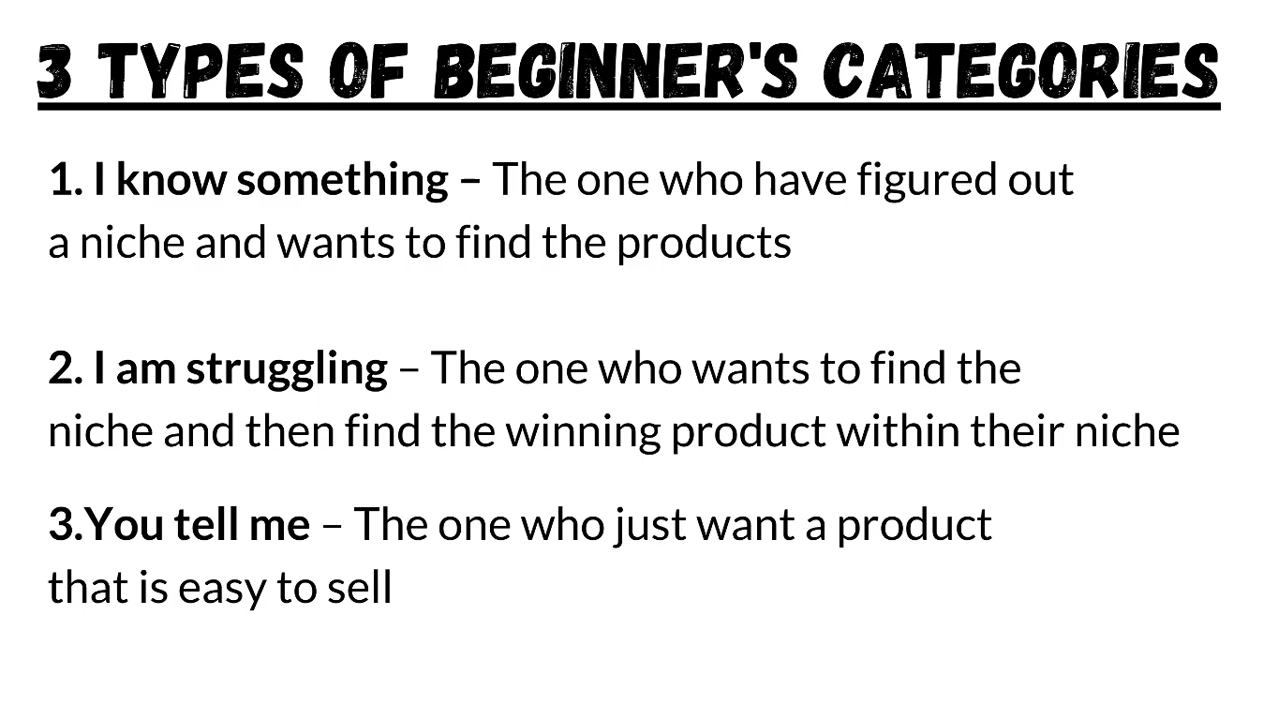 3 TYPES OF BEGINNER'S CATEGORIES
1. I know something – The one who have figured out
a niche and wants to find the products
2. I am struggling – The one who wants to find the
niche and then find the winning product within their niche
3.You tell me – The one who just want a product
that is easy to sell